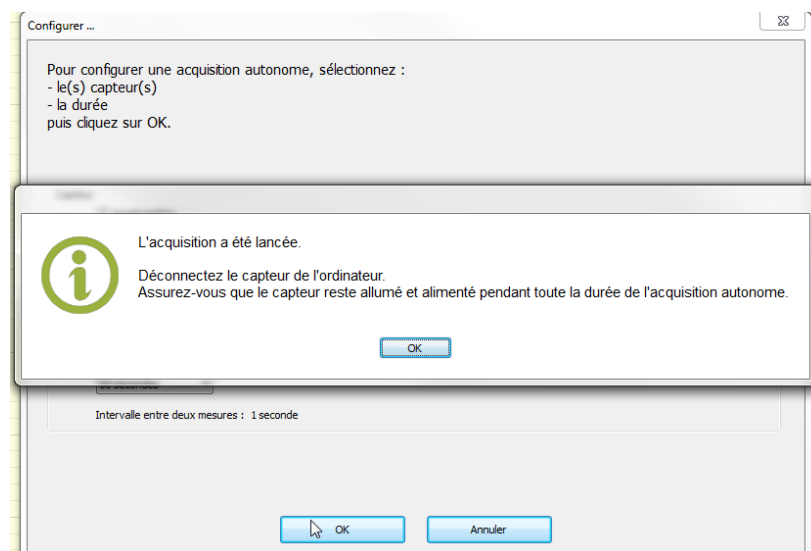 Configurer ...
Pour configurer une acquisition autonome, sélectionnez :
- le(s) capteur(s)
- la durée
puis cliquez sur OK.
L'acquisition a été lancée.
Déconnectez le capteur de l'ordinateur.
Assurez-vous que le capteur reste allumé et alimenté pendant toute la durée de l'acquisition autonome.
OK
Intervalle entre deux mesures : 1 seconde
OK
Annuler